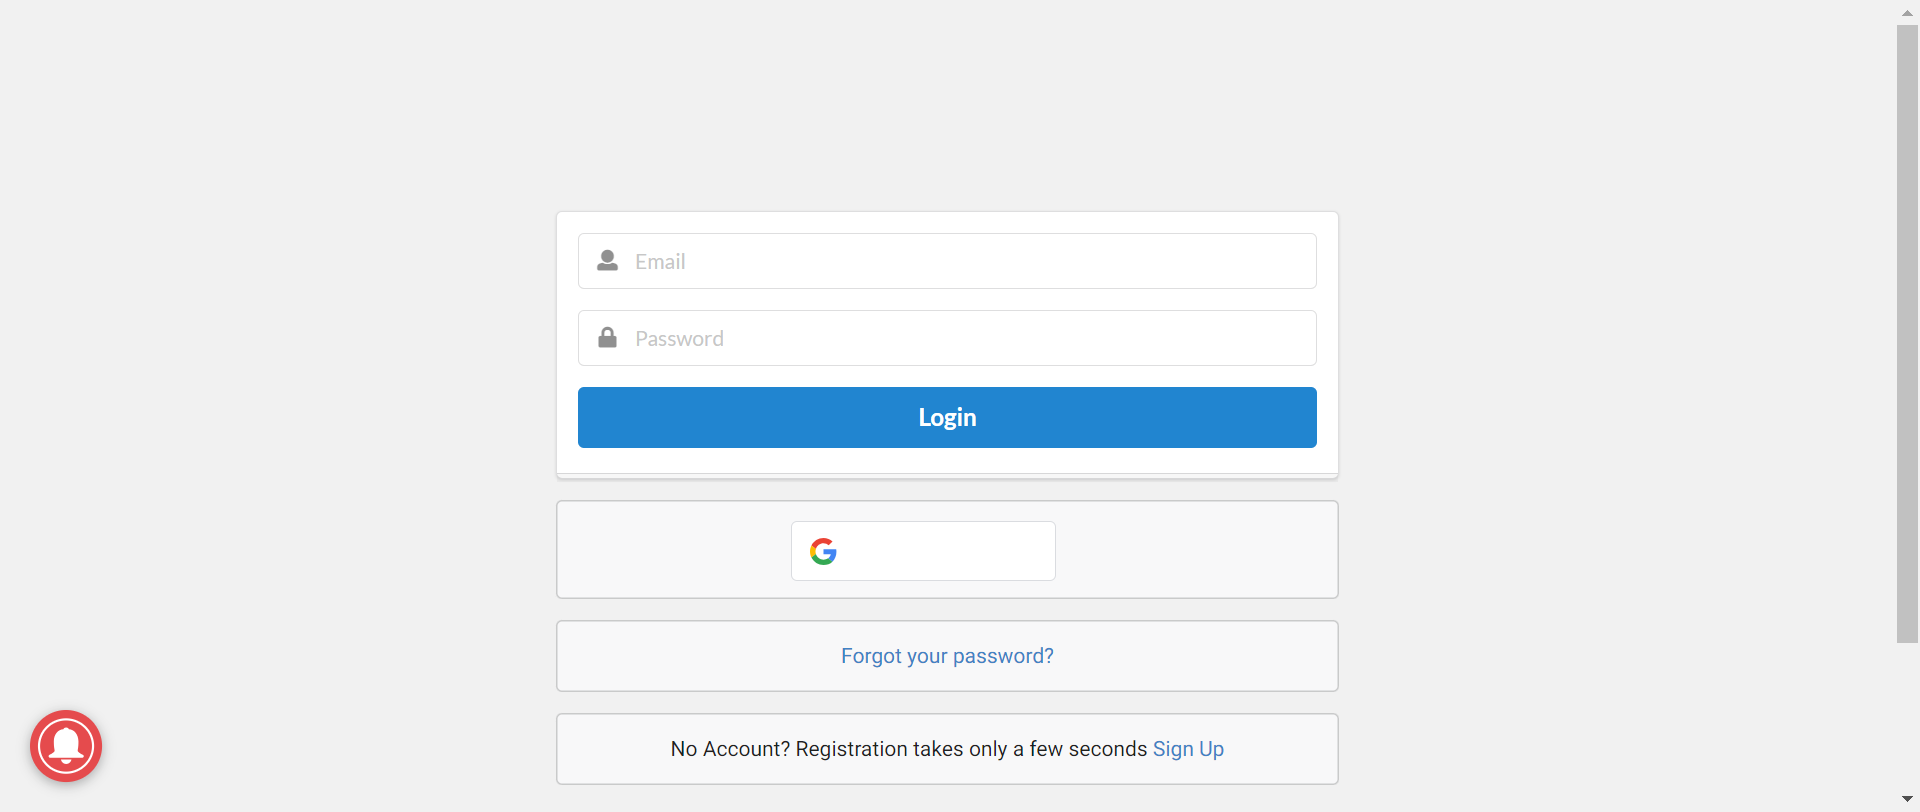 Email
Password
Login
Forgot your password?
No Account? Registration takes only a few seconds Sign Up